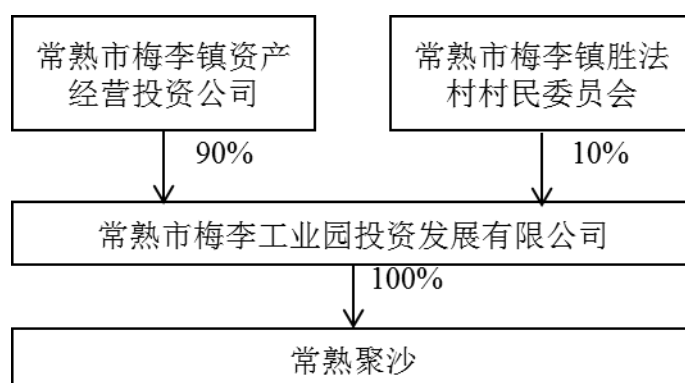 常熟市梅李镇资产
经营投资公司
常熟市梅李镇胜法
村村民委员会
90%
10%
常熟市梅李工业园投资发展有限公司
100%
常熟聚沙